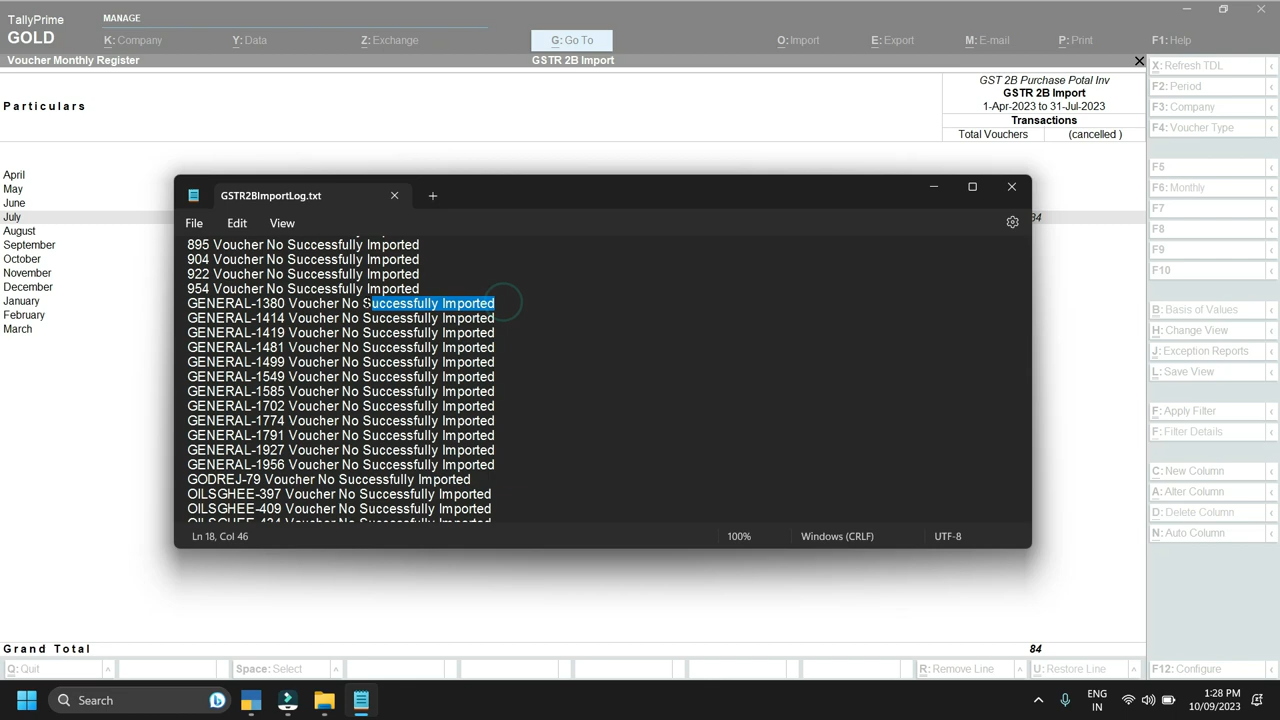 TallyPrime
GOLD
MANAGE
K: Company
Y: Data
Z: Exchange
G: Go To
O: Import
E: Export
M: E-mail
P: Print
F1: Help
Voucher Monthly Register
GSTR 2B Import
GST 2B Purchase Potal Inv
GSTR 2B Import
1-Apr-2023 to 31-Jul-2023
Particulars
Transactions
Total Vouchers
(cancelled )
April
May
June
July
84
August
September
October
November
December
January
February
March
GSTR2BImportLog.txt
File
Edit
View
895 Voucher No Successfully Imported
904 Voucher No Successfully Imported
922 Voucher No Successfully Imported
954 Voucher No Successfully Imported
GENERAL-1380 Voucher No Successfully Imported
GENERAL-1414 Voucher No Successfully Imported
GENERAL-1419 Voucher No Successfully Imported
GENERAL-1481 Voucher No Successfully Imported
GENERAL-1499 Voucher No Successfully Imported
GENERAL-1549 Voucher No Successfully Imported
GENERAL-1585 Voucher No Successfully Imported
GENERAL-1702 Voucher No Successfully Imported
GENERAL-1774 Voucher No Successfully Imported
GENERAL-1791 Voucher No Successfully Imported
GENERAL-1927 Voucher No Successfully Imported
GENERAL-1956 Voucher No Successfully Imported
GODREJ-79 Voucher No Successfully Imported
OILSGHEE-397 Voucher No Successfully Imported
OILSGHEE-409 Voucher No Successfully Imported
OILSGHEE-434 Voucher No Successfully Imported
Ln 18, Col 46
100%
Windows (CRLF)
UTF-8
X: Refresh TDL
F2: Period
F3: Company
F4: Voucher Type
F5
F6: Monthly
F7
F8
F9
F10
B: Basis of Values
H: Change View
J: Exception Reports
L: Save View
F: Apply Filter
F: Filter Details
C: New Column
A: Alter Column
D: Delete Column
N: Auto Column
Grand Total
84
Q: Quit
Space: Select
R: Remove Line
U: Restore Line
F12: Configure
Search
ENG
IN
1:28 PM
10/09/2023